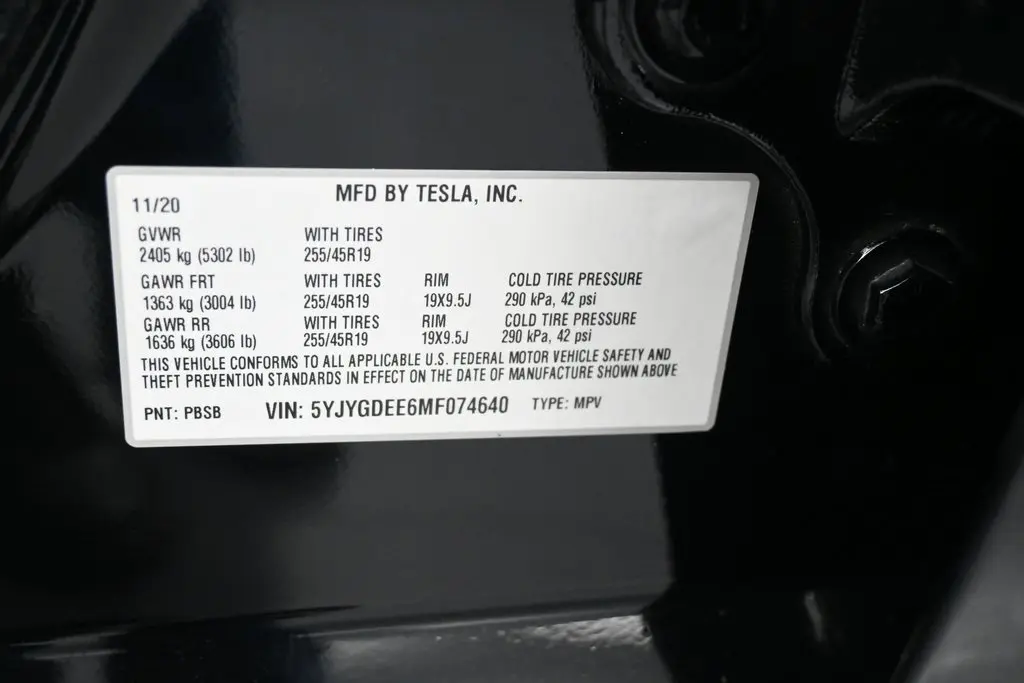 MFD BY TESLA, INC.
11/20
GVWR WITH TIRES
2405 kg (5302 lb) 255/45R19
GAWR FRT WITH TIRES RIM COLD TIRE PRESSURE
1363 kg (3004 lb) 255/45R19 19X9.5J 290 kPa, 42 psi
GAWR RR WITH TIRES RIM COLD TIRE PRESSURE
1636 kg (3606 lb) 255/45R19 19X9.5J 290 kPa, 42 psi
THIS VEHICLE CONFORMS TO ALL APPLICABLE U.S. FEDERAL MOTOR VEHICLE SAFETY AND
THEFT PREVENTION STANDARDS IN EFFECT ON THE DATE OF MANUFACTURE SHOWN ABOVE
PNT: PBSB VIN: 5YJYGDEE6MF074640 TYPE: MPV